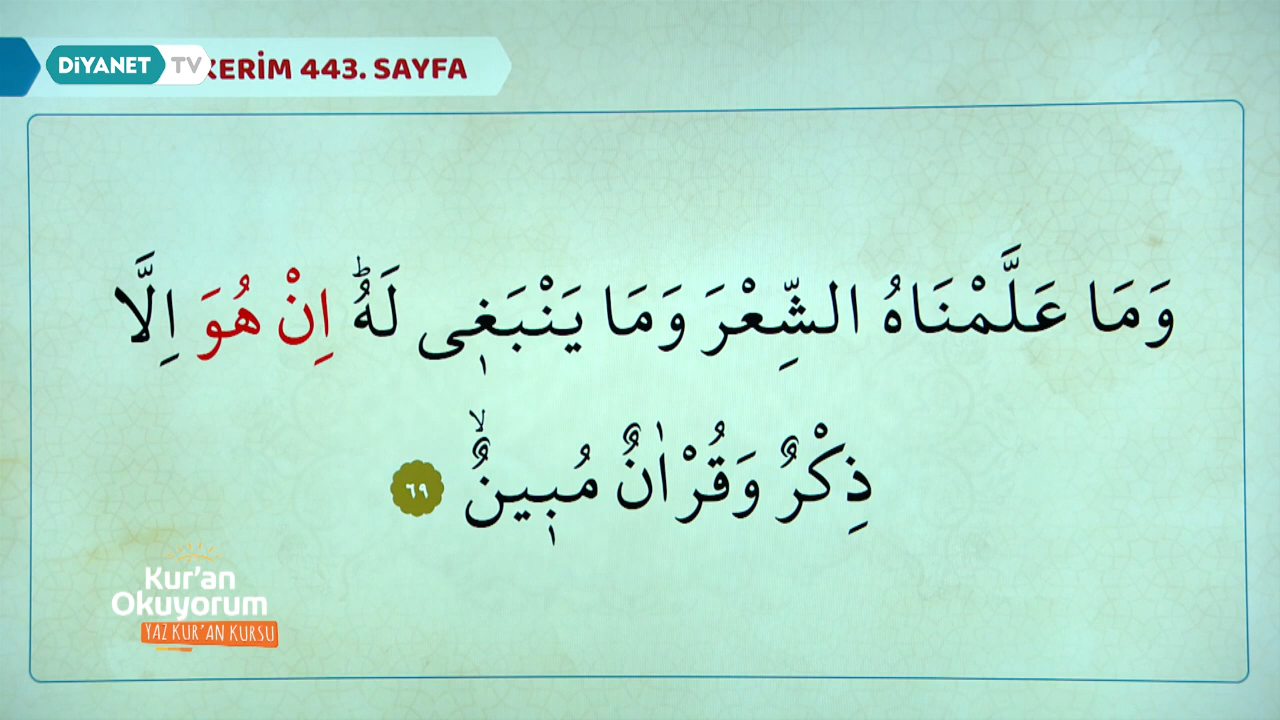 DİYANET TV
KERİM 443. SAYFA
وَمَا عَلَّمْنَاهُ الشِّعْرَ وَمَا يَنْبَغٖى لَهُۜ اِنْ هُوَ اِلَّا
ذِكْرٌ وَقُرْاٰنٌ مُبٖينٌۙ ﴿٦٩﴾
Kur'an
Okuyorum
YAZ KUR'AN KURSU